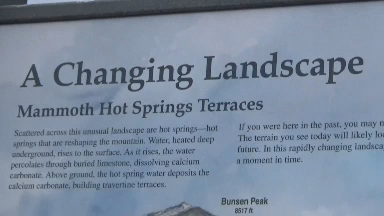 A Changing Landscape
Mammoth Hot Springs Terraces
Scattered across this unusual landscape are hot springs—hot
springs that are reshaping the mountain. Water, heated deep
underground, rises to the surface. As it rises, the water
percolates through buried limestone, dissolving calcium
carbonate. Above ground, the hot spring water deposits the
calcium carbonate, building travertine terraces.
If you were here in the past, you may
The terrain you see today will likely
future. In this rapidly changing
a moment in time.
Bunsen Peak
8517 ft